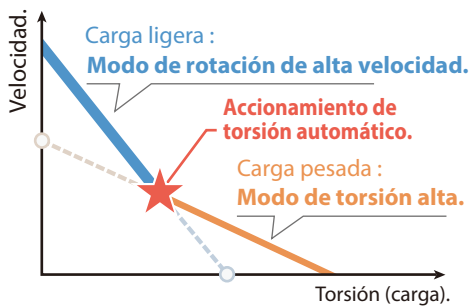 Velocidad.
Carga ligera :
Modo de rotación de alta velocidad.
Accionamiento de
torsión automático.
Carga pesada :
Modo de torsión alta.
Torsión (carga).